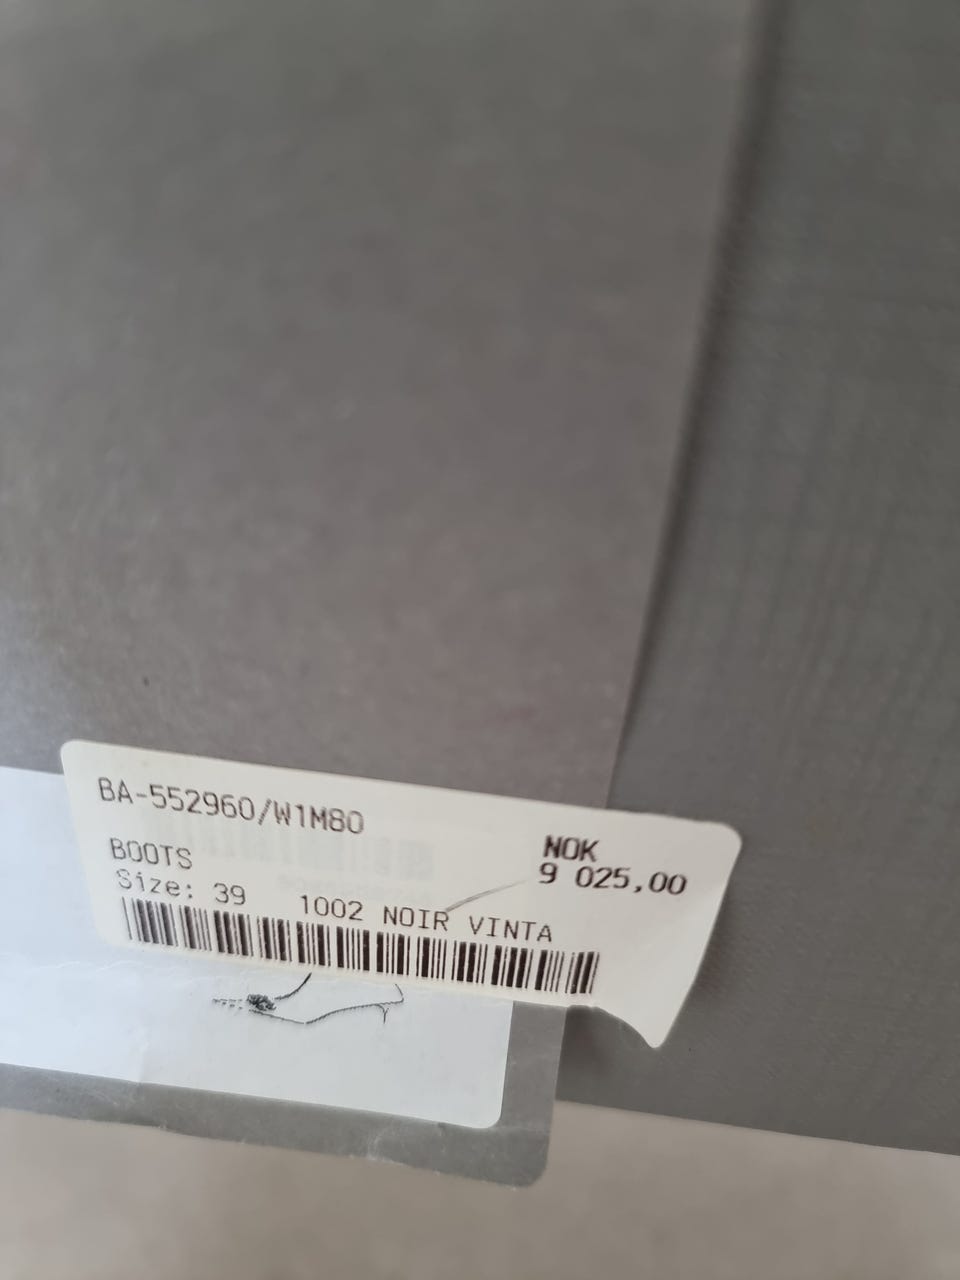 BA-552960/W1M80
BOOTS
NOK
9 025,00
Size: 39 1002 NOIR VINTA